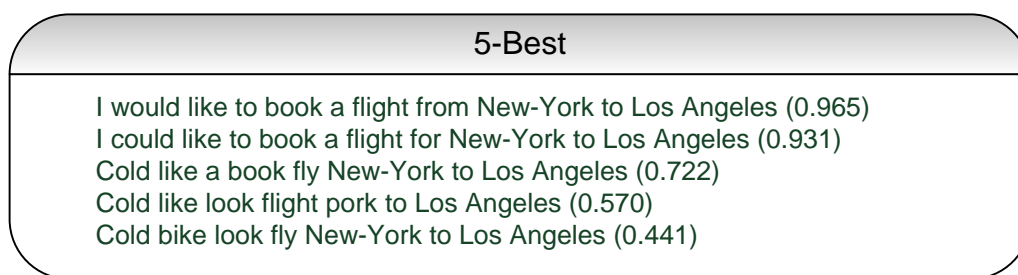 5-Best
I would like to book a flight from New-York to Los Angeles (0.965)
I could like to book a flight for New-York to Los Angeles (0.931)
Cold like a book fly New-York to Los Angeles (0.722)
Cold like look flight pork to Los Angeles (0.570)
Cold bike look fly New-York to Los Angeles (0.441)